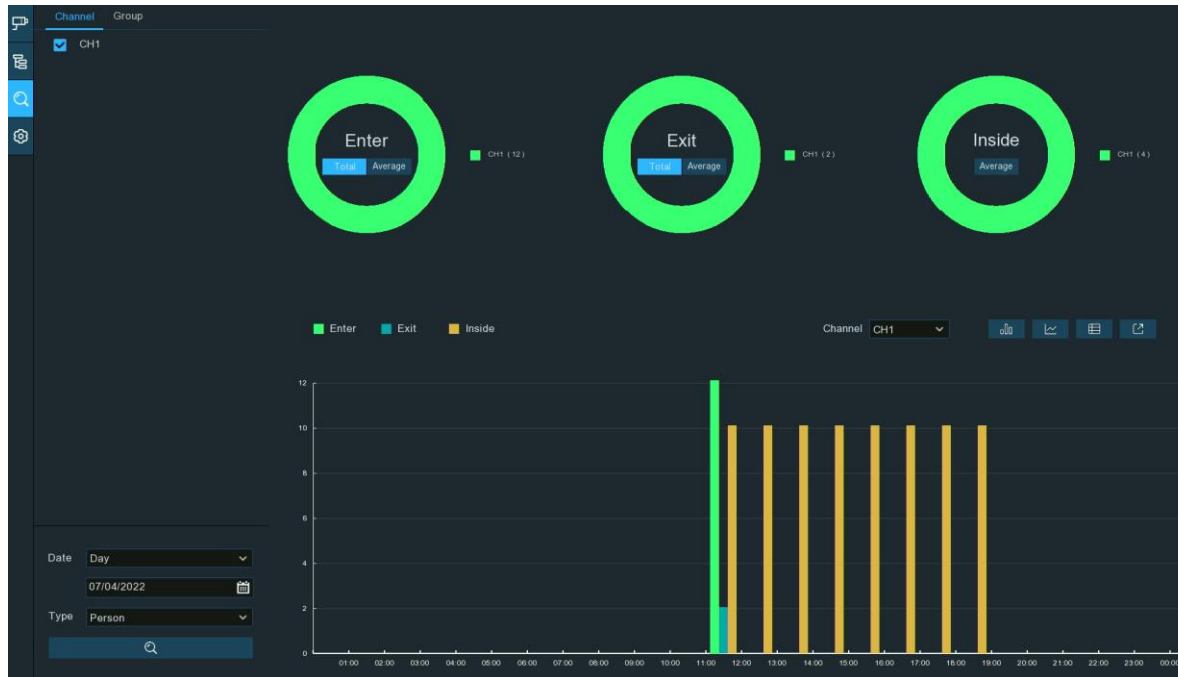 Channel Group
CH1
Enter
Total Average
CH1 (12)
Exit
Total Average
CH1 (2)
Inside
Average
CH1 (4)
Enter Exit Inside
Channel CH1
12
10
8
6
4
2
0
01:00 02:00 03:00 04:00 05:00 06:00 07:00 08:00 09:00 10:00 11:00 12:00 13:00 14:00 15:00 16:00 17:00 18:00 19:00 20:00 21:00 22:00 23:00 00:00
Date Day
07/04/2022
Type Person